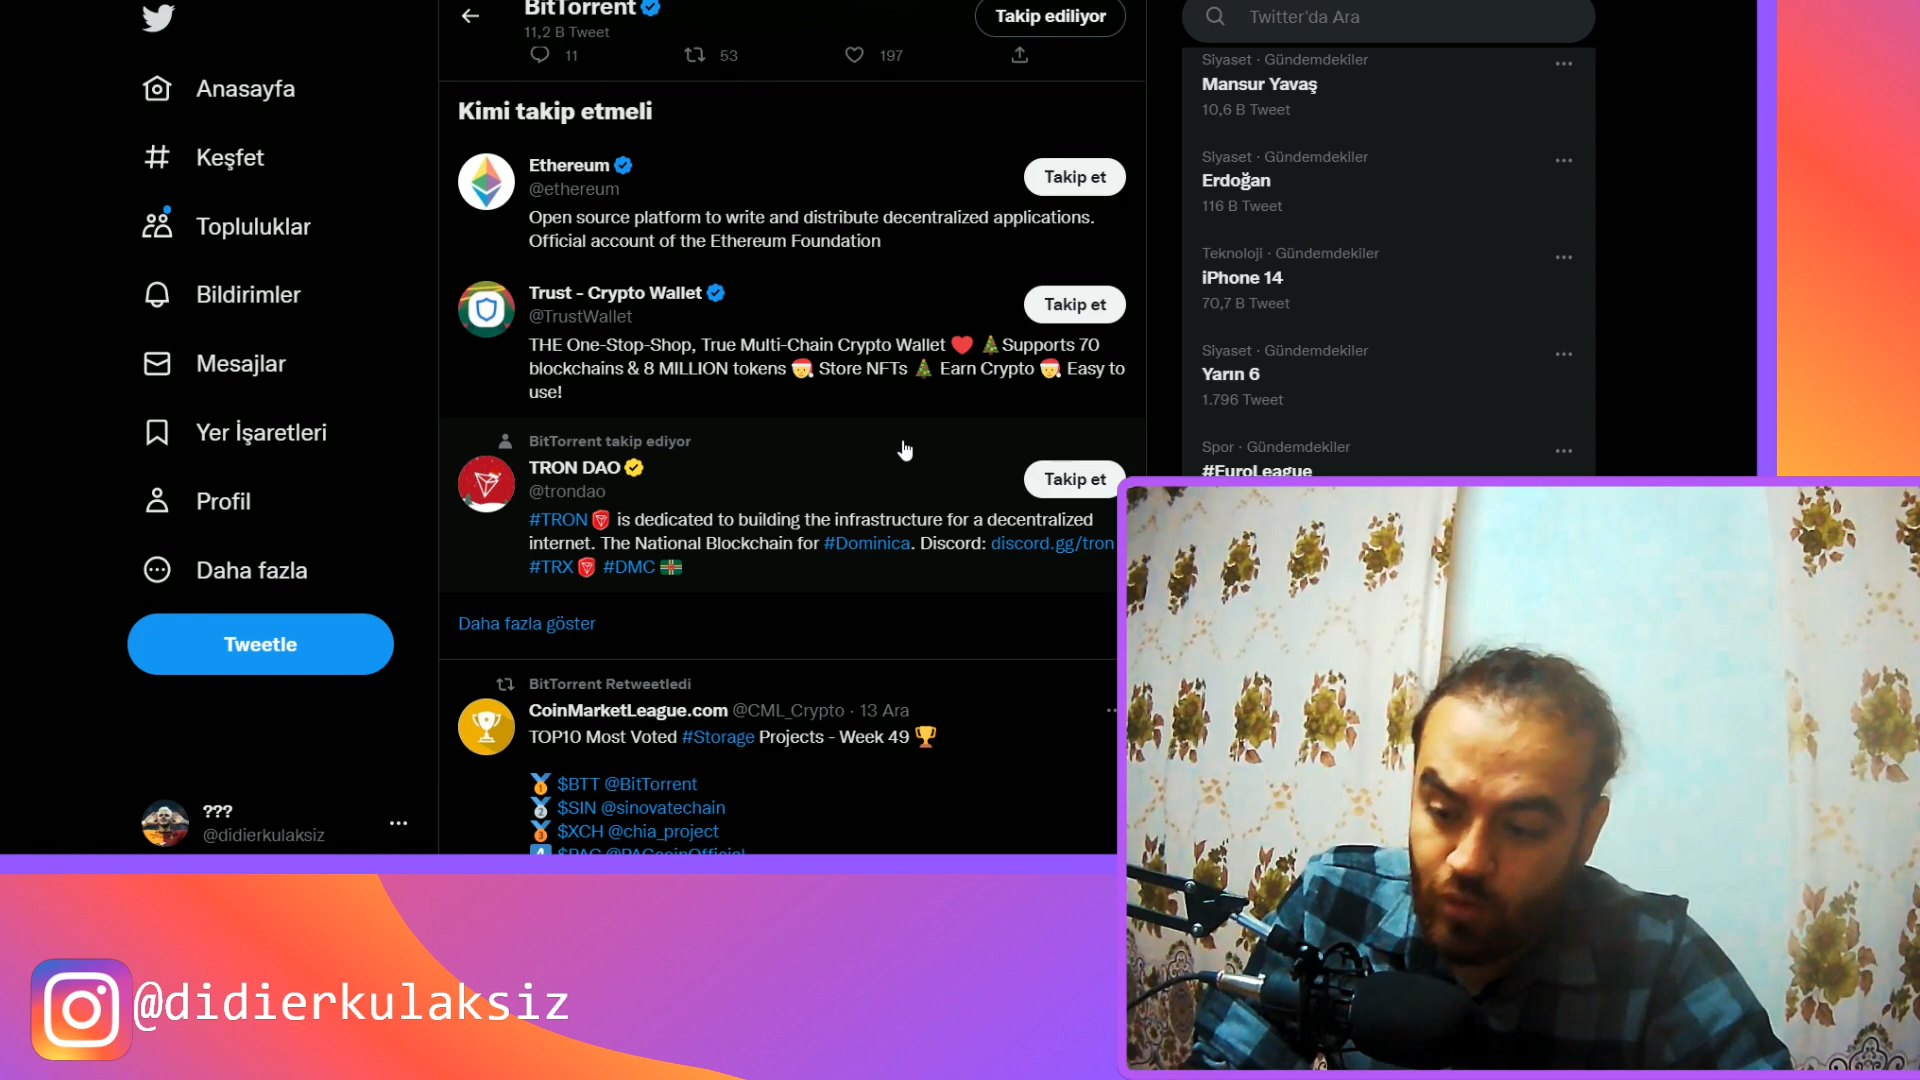 BitTorrent
11,2 B Tweet
Takip ediliyor
Twitter'da Ara
11
53
197
Anasayfa
Keşfet
Topluluklar
Bildirimler
Mesajlar
Yer İşaretleri
Profil
Daha fazla
Tweetle
???
@didierkulaksiz
Kimi takip etmeli
Ethereum
@ethereum
Takip et
Open source platform to write and distribute decentralized applications.
Official account of the Ethereum Foundation
Trust - Crypto Wallet
@TrustWallet
Takip et
THE One-Stop-Shop, True Multi-Chain Crypto Wallet ❤️ 🎄Supports 70
blockchains & 8 MILLION tokens 🎅 Store NFTs 🎄 Earn Crypto 🎅 Easy to
use!
BitTorrent takip ediyor
TRON DAO
@trondao
Takip et
#TRON is dedicated to building the infrastructure for a decentralized
internet. The National Blockchain for #Dominica. Discord: discord.gg/tron
#TRX #DMC 🇩🇲
Daha fazla göster
BitTorrent Retweetledi
CoinMarketLeague.com @CML_Crypto · 13 Ara
TOP10 Most Voted #Storage Projects - Week 49 🏆
🥇 $BTT @BitTorrent
🥈 $SIN @sinovatechain
🥉 $XCH @chia_project
4️⃣ $PAC @PACcoinOfficial
Siyaset · Gündemdekiler
Mansur Yavaş
10,6 B Tweet
Siyaset · Gündemdekiler
Erdoğan
116 B Tweet
Teknoloji · Gündemdekiler
iPhone 14
70,7 B Tweet
Siyaset · Gündemdekiler
Yarın 6
1.796 Tweet
Spor · Gündemdekiler
#EuroLeague
@didierkulaksiz